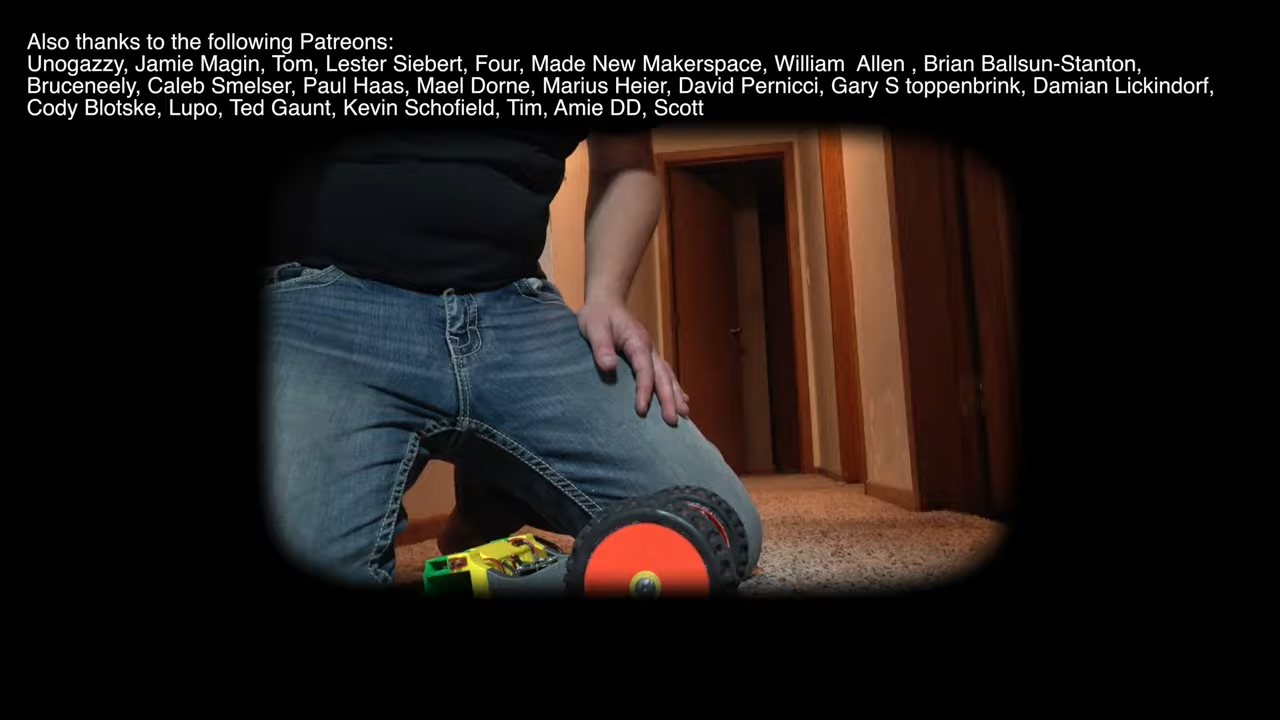 Also thanks to the following Patreons:
Unogazzy, Jamie Magin, Tom, Lester Siebert, Four, Made New Makerspace, William  Allen , Brian Ballsun-Stanton,
Bruceneely, Caleb Smelser, Paul Haas, Mael Dorne, Marius Heier, David Pernicci, Gary S toppenbrink, Damian Lickindorf,
Cody Blotske, Lupo, Ted Gaunt, Kevin Schofield, Tim, Amie DD, Scott